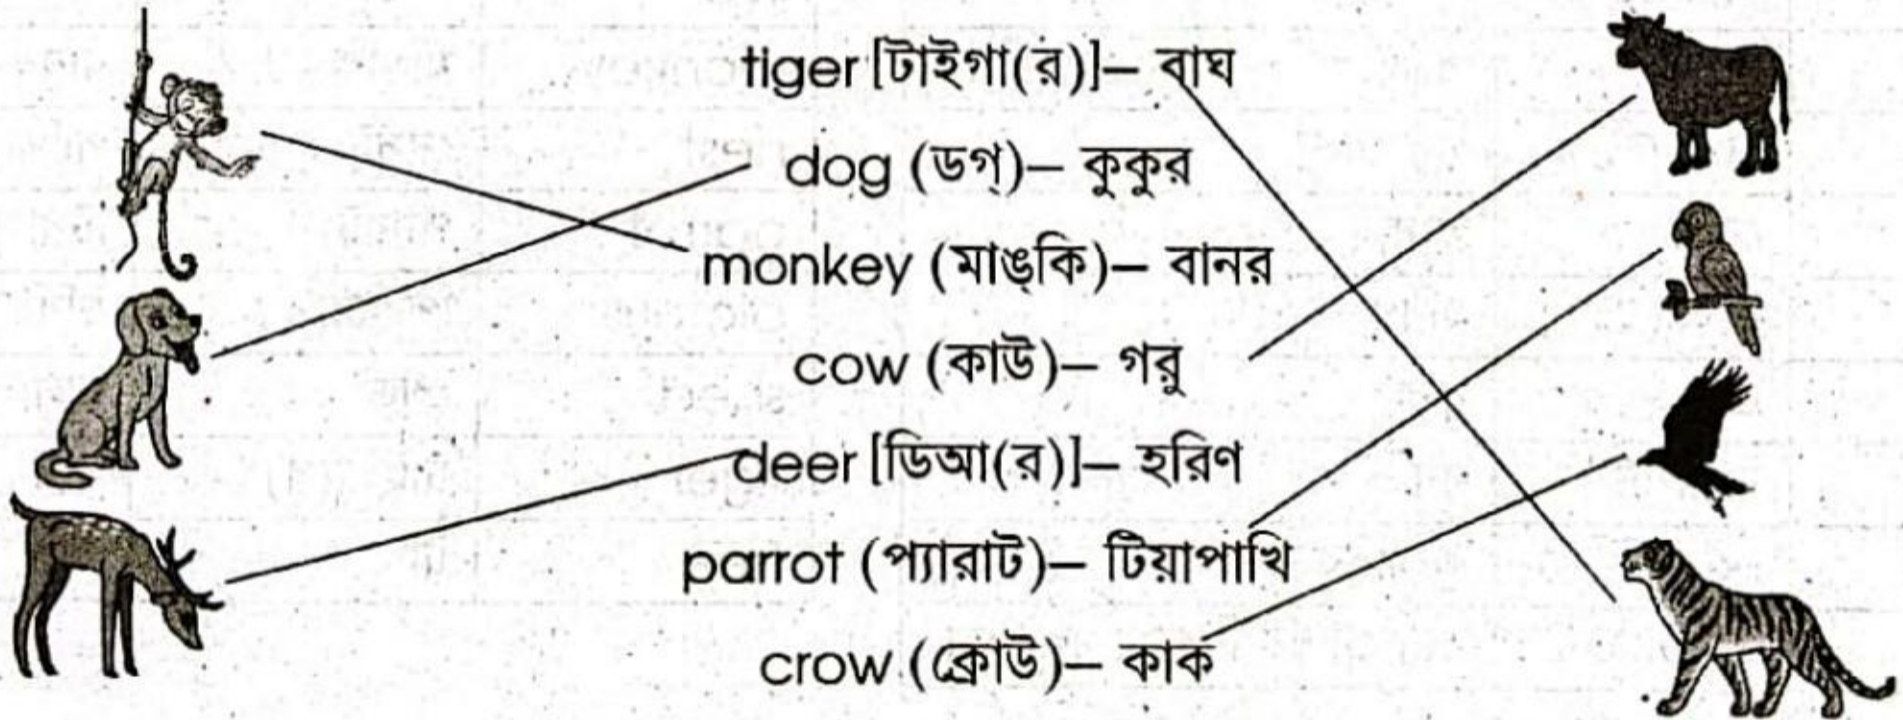 tiger [টাইগা(র)]– বাঘ
dog (ডগ্)– কুকুর
monkey (মাঙ্কি)– বানর
cow (কাউ)– গরু
deer [ডিআ(র)]– হরিণ
parrot (প্যারাট)– টিয়াপাখি
crow (ক্রোউ)– কাক